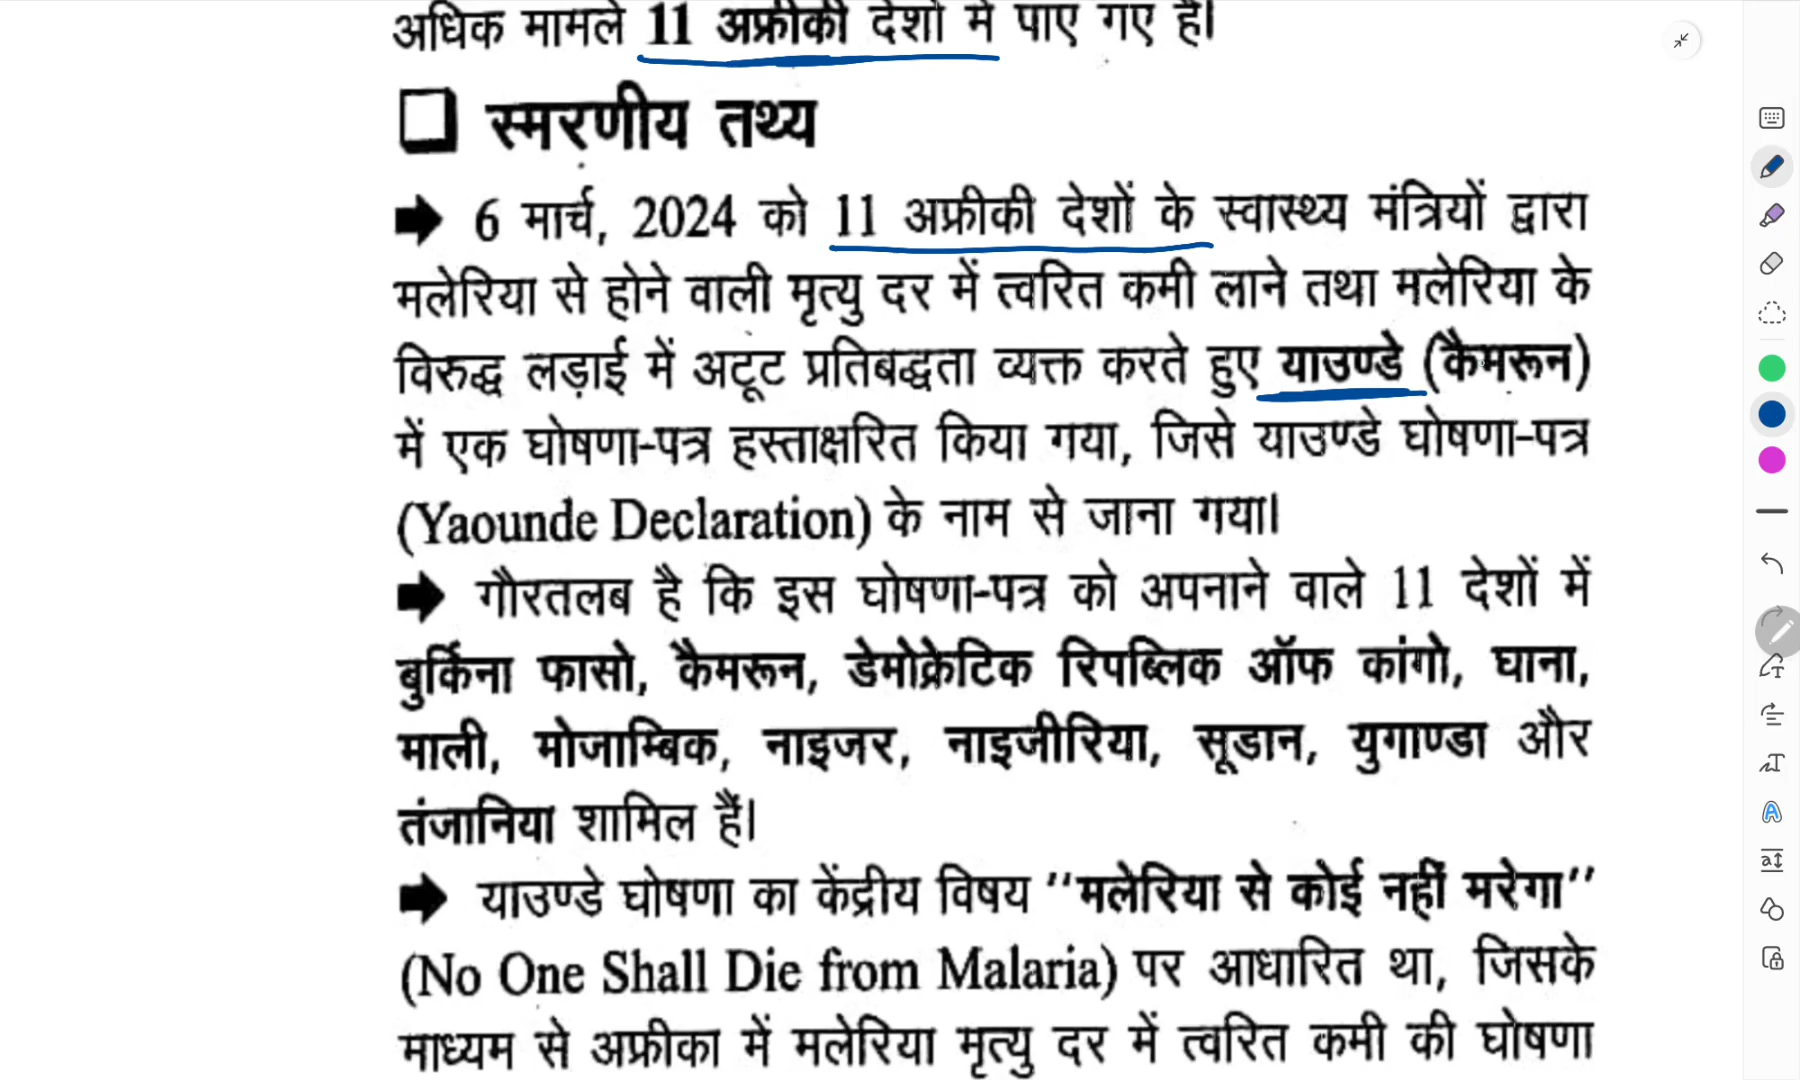 अधिक मामले 11 अफ्रीकी देशों में पाए गए हैं।
स्मरणीय तथ्य
6 मार्च, 2024 को 11 अफ्रीकी देशों के स्वास्थ्य मंत्रियों द्वारा
मलेरिया से होने वाली मृत्यु दर में त्वरित कमी लाने तथा मलेरिया के
विरुद्ध लड़ाई में अटूट प्रतिबद्धता व्यक्त करते हुए याउण्डे (कैमरून)
में एक घोषणा-पत्र हस्ताक्षरित किया गया, जिसे याउण्डे घोषणा-पत्र
(Yaounde Declaration) के नाम से जाना गया।
गौरतलब है कि इस घोषणा-पत्र को अपनाने वाले 11 देशों में
बुर्किना फासो, कैमरून, डेमोक्रेटिक रिपब्लिक ऑफ कांगो, घाना,
माली, मोजाम्बिक, नाइजर, नाइजीरिया, सूडान, युगाण्डा और
तंजानिया शामिल हैं।
याउण्डे घोषणा का केंद्रीय विषय ''मलेरिया से कोई नहीं मरेगा''
(No One Shall Die from Malaria) पर आधारित था, जिसके
माध्यम से अफ्रीका में मलेरिया मृत्यु दर में त्वरित कमी की घोषणा